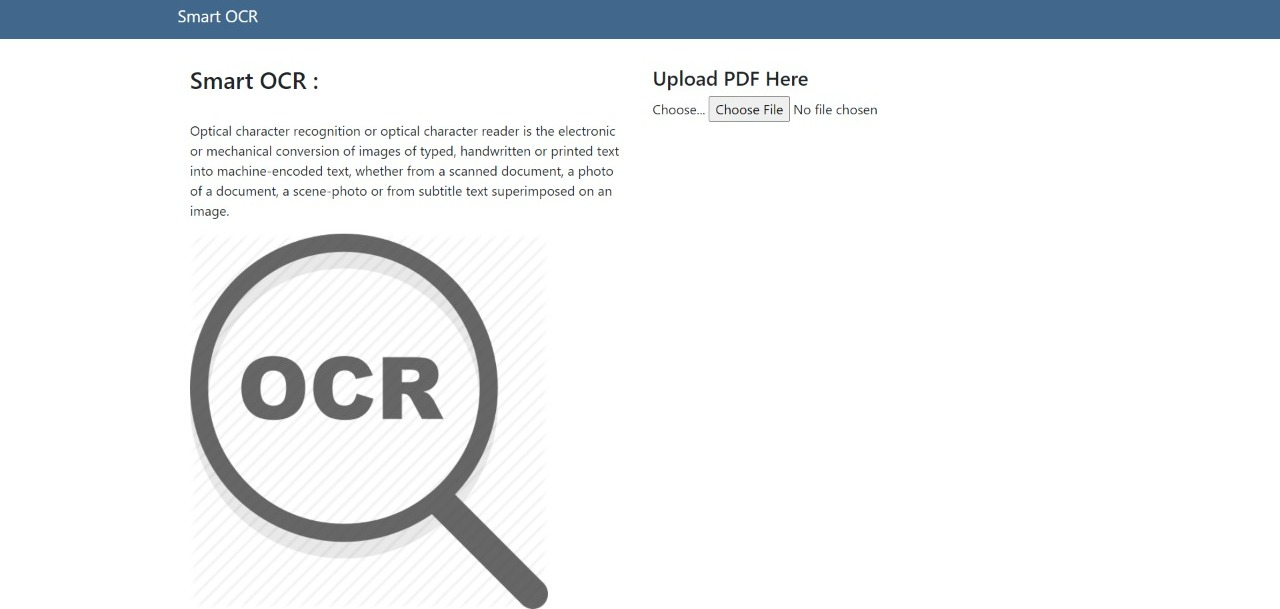 Smart OCR
Smart OCR :
Optical character recognition or optical character reader is the electronic
or mechanical conversion of images of typed, handwritten or printed text
into machine-encoded text, whether from a scanned document, a photo
of a document, a scene-photo or from subtitle text superimposed on an
image.
OCR
Upload PDF Here
Choose... Choose File No file chosen